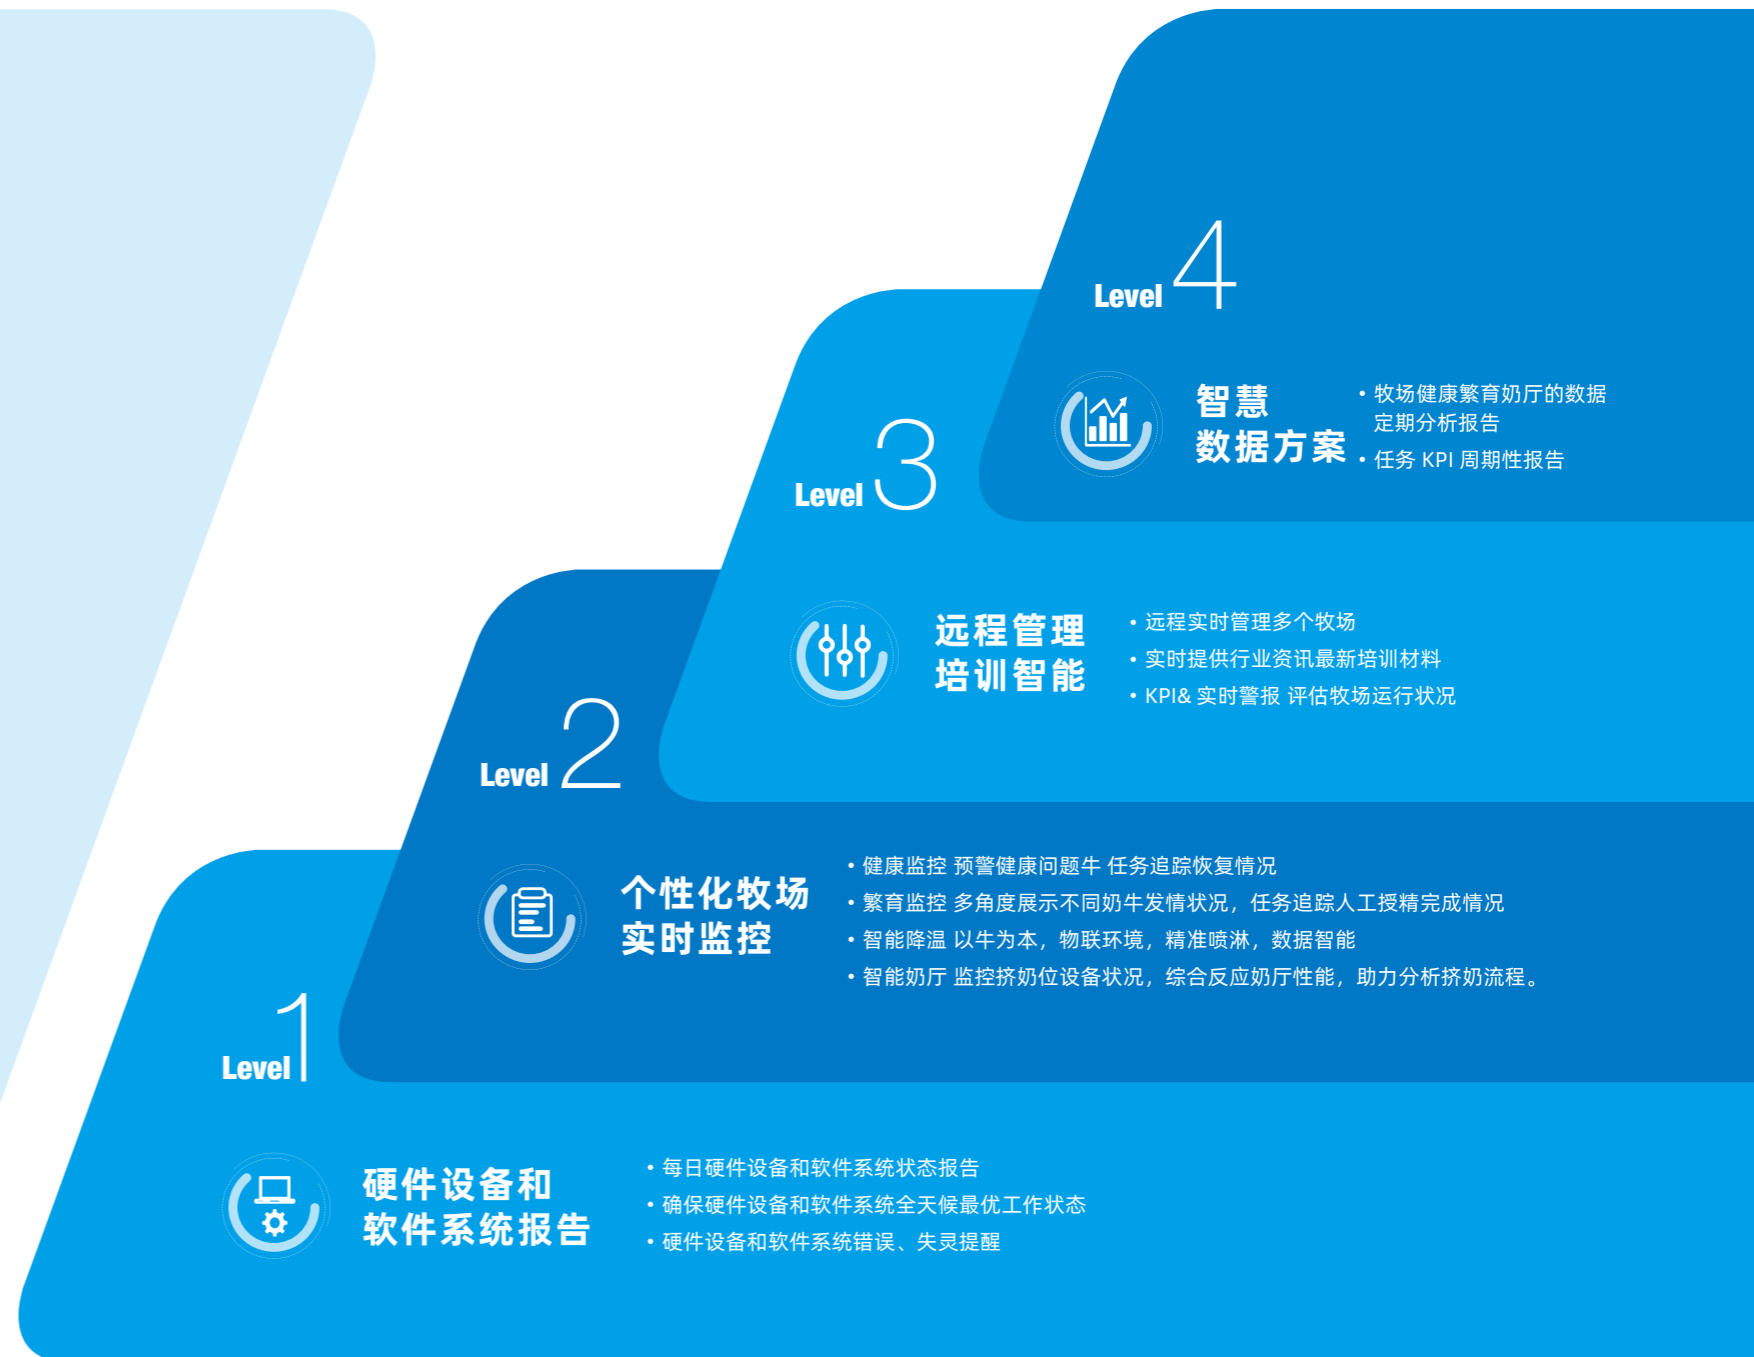 Level 4
智慧
数据方案
• 牧场健康繁育奶厅的数据
定期分析报告
• 任务 KPI 周期性报告
Level 3
远程管理
培训智能
• 远程实时管理多个牧场
• 实时提供行业资讯最新培训材料
• KPI& 实时警报 评估牧场运行状况
Level 2
个性化牧场
实时监控
• 健康监控 预警健康问题牛 任务追踪恢复情况
• 繁育监控 多角度展示不同奶牛发情状况，任务追踪人工授精完成情况
• 智能降温 以牛为本，物联环境，精准喷淋，数据智能
• 智能奶厅 监控挤奶位设备状况，综合反应奶厅性能，助力分析挤奶流程。
Level 1
硬件设备和
软件系统报告
• 每日硬件设备和软件系统状态报告
• 确保硬件设备和软件系统全天候最优工作状态
• 硬件设备和软件系统错误、失灵提醒